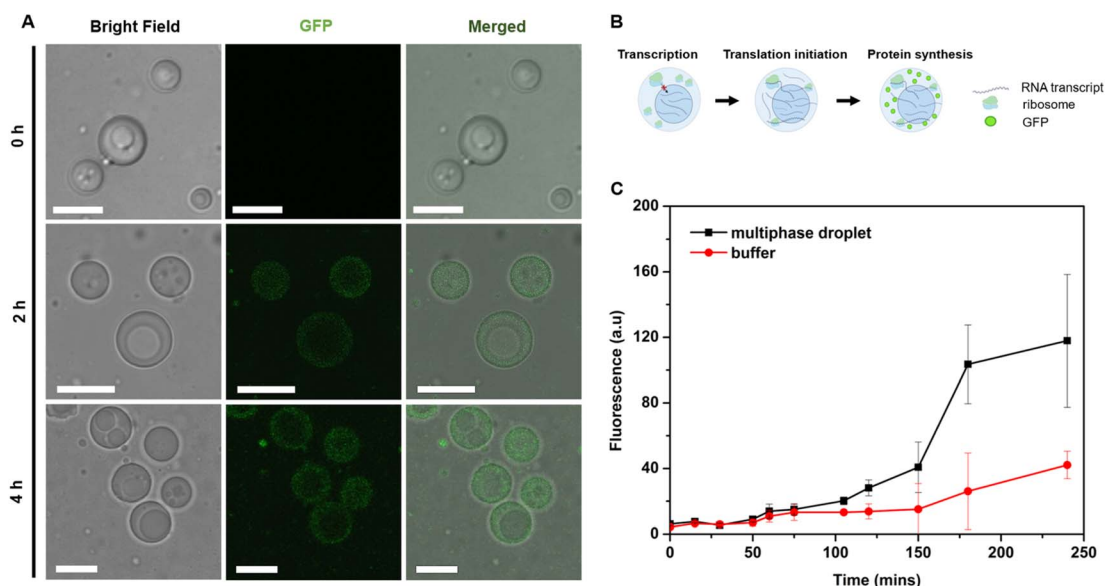 A
Bright Field
GFP
Merged
0 h
2 h
4 h
B
Transcription
Translation initiation
Protein synthesis
RNA transcript
ribosome
GFP
C
200
160
120
80
40
0
multiphase droplet
buffer
Fluorescence (a.u)
0
50
100
150
200
250
Time (mins)